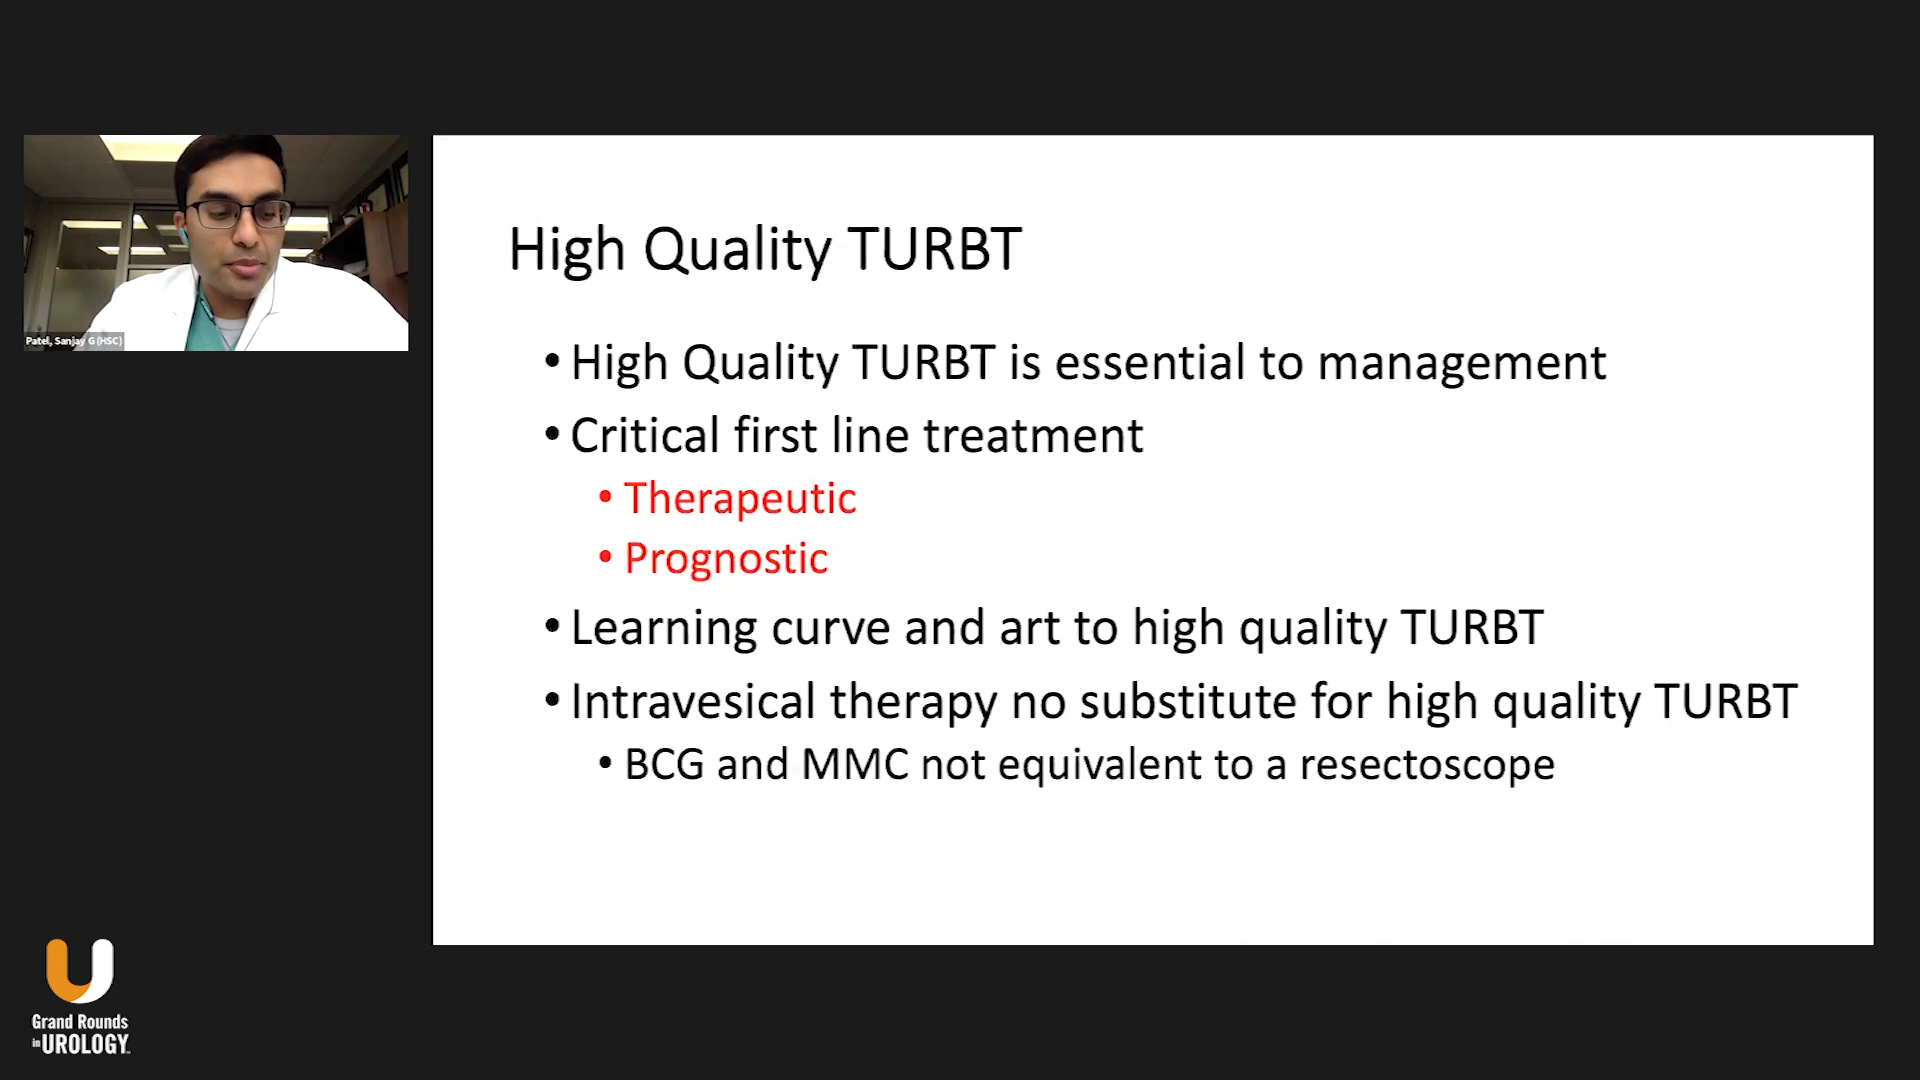 Patel, Sanjay G (HSC)
High Quality TURBT
• High Quality TURBT is essential to management
• Critical first line treatment
• Therapeutic
• Prognostic
• Learning curve and art to high quality TURBT
• Intravesical therapy no substitute for high quality TURBT
• BCG and MMC not equivalent to a resectoscope
Grand Rounds
in UROLOGY